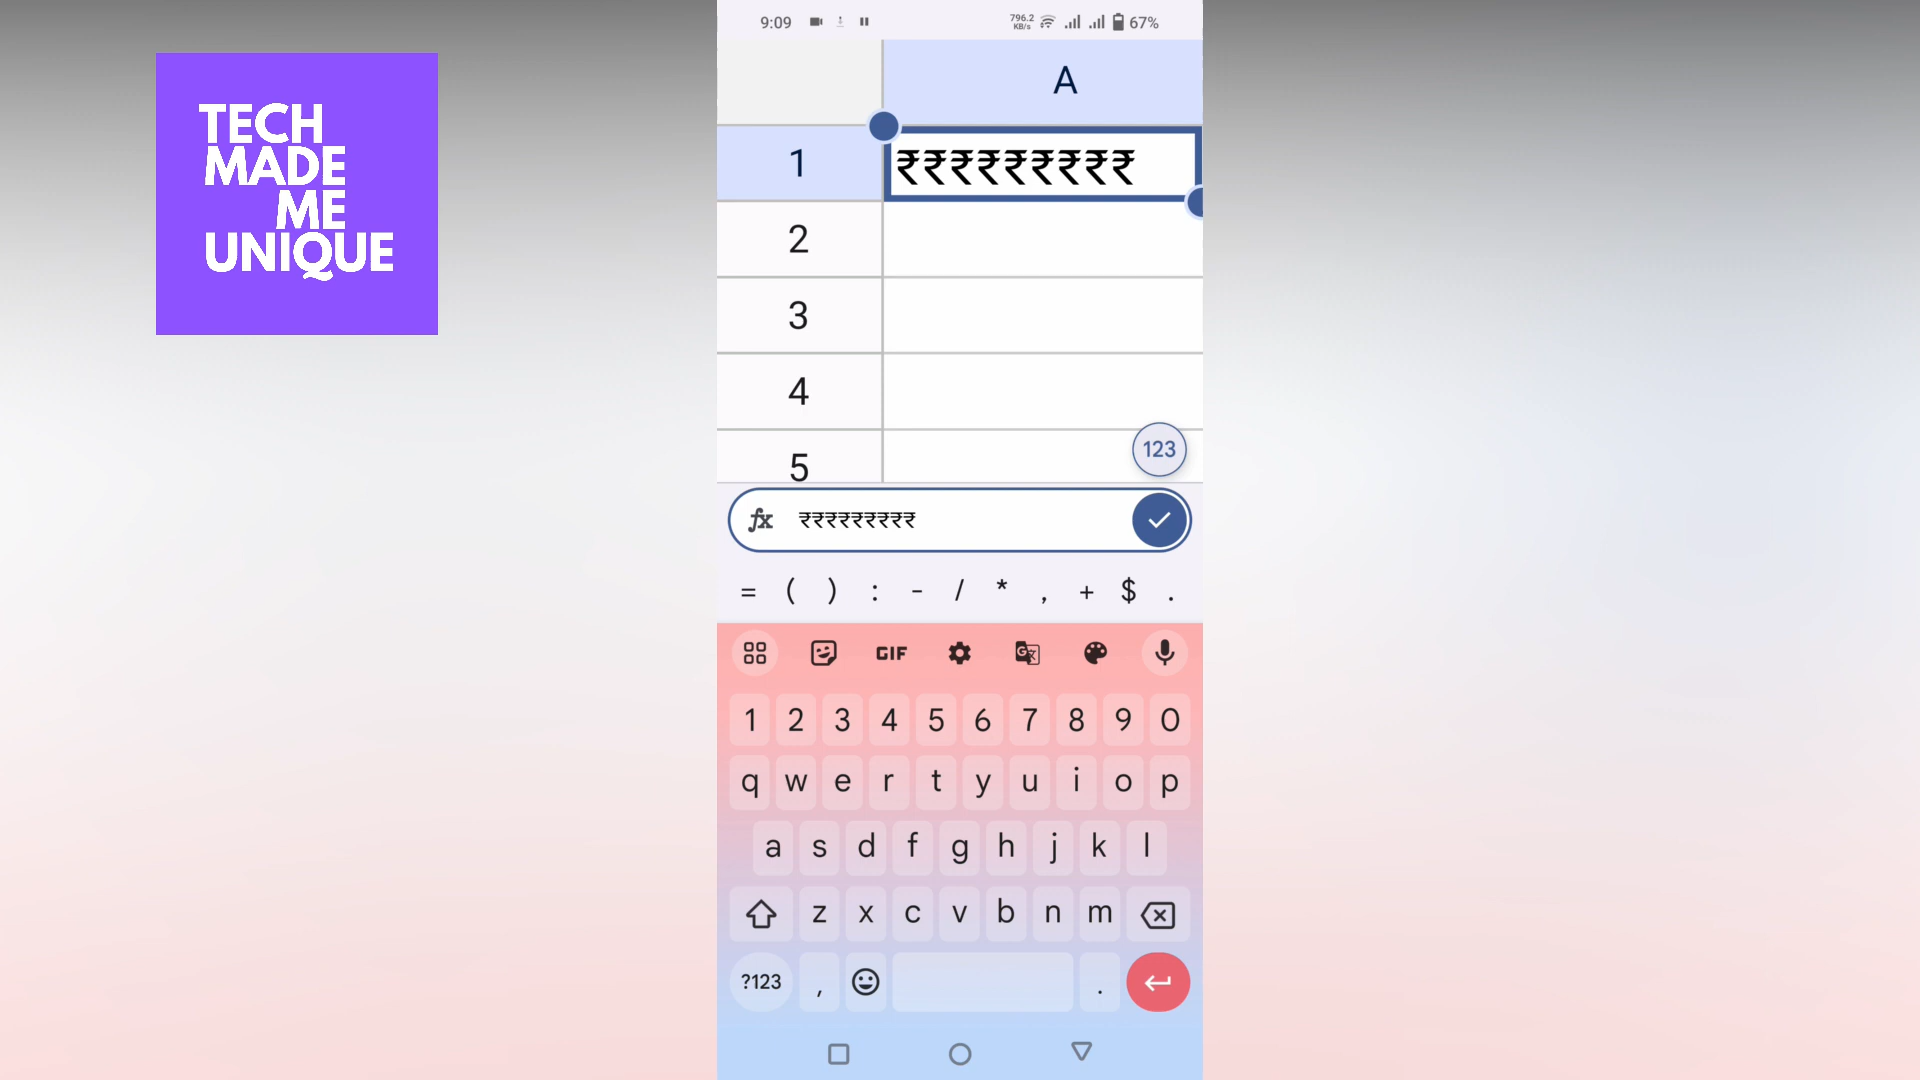 TECH
MADE
ME
UNIQUE
9:09
796.2
KB/s
67%
A
1
₹₹₹₹₹₹₹₹₹
2
3
4
5
123
fx ₹₹₹₹₹₹₹₹₹
= ( ) : - / * , + $ .
GIF
1 2 3 4 5 6 7 8 9 0
q w e r t y u i o p
a s d f g h j k l
z x c v b n m
?123 , .